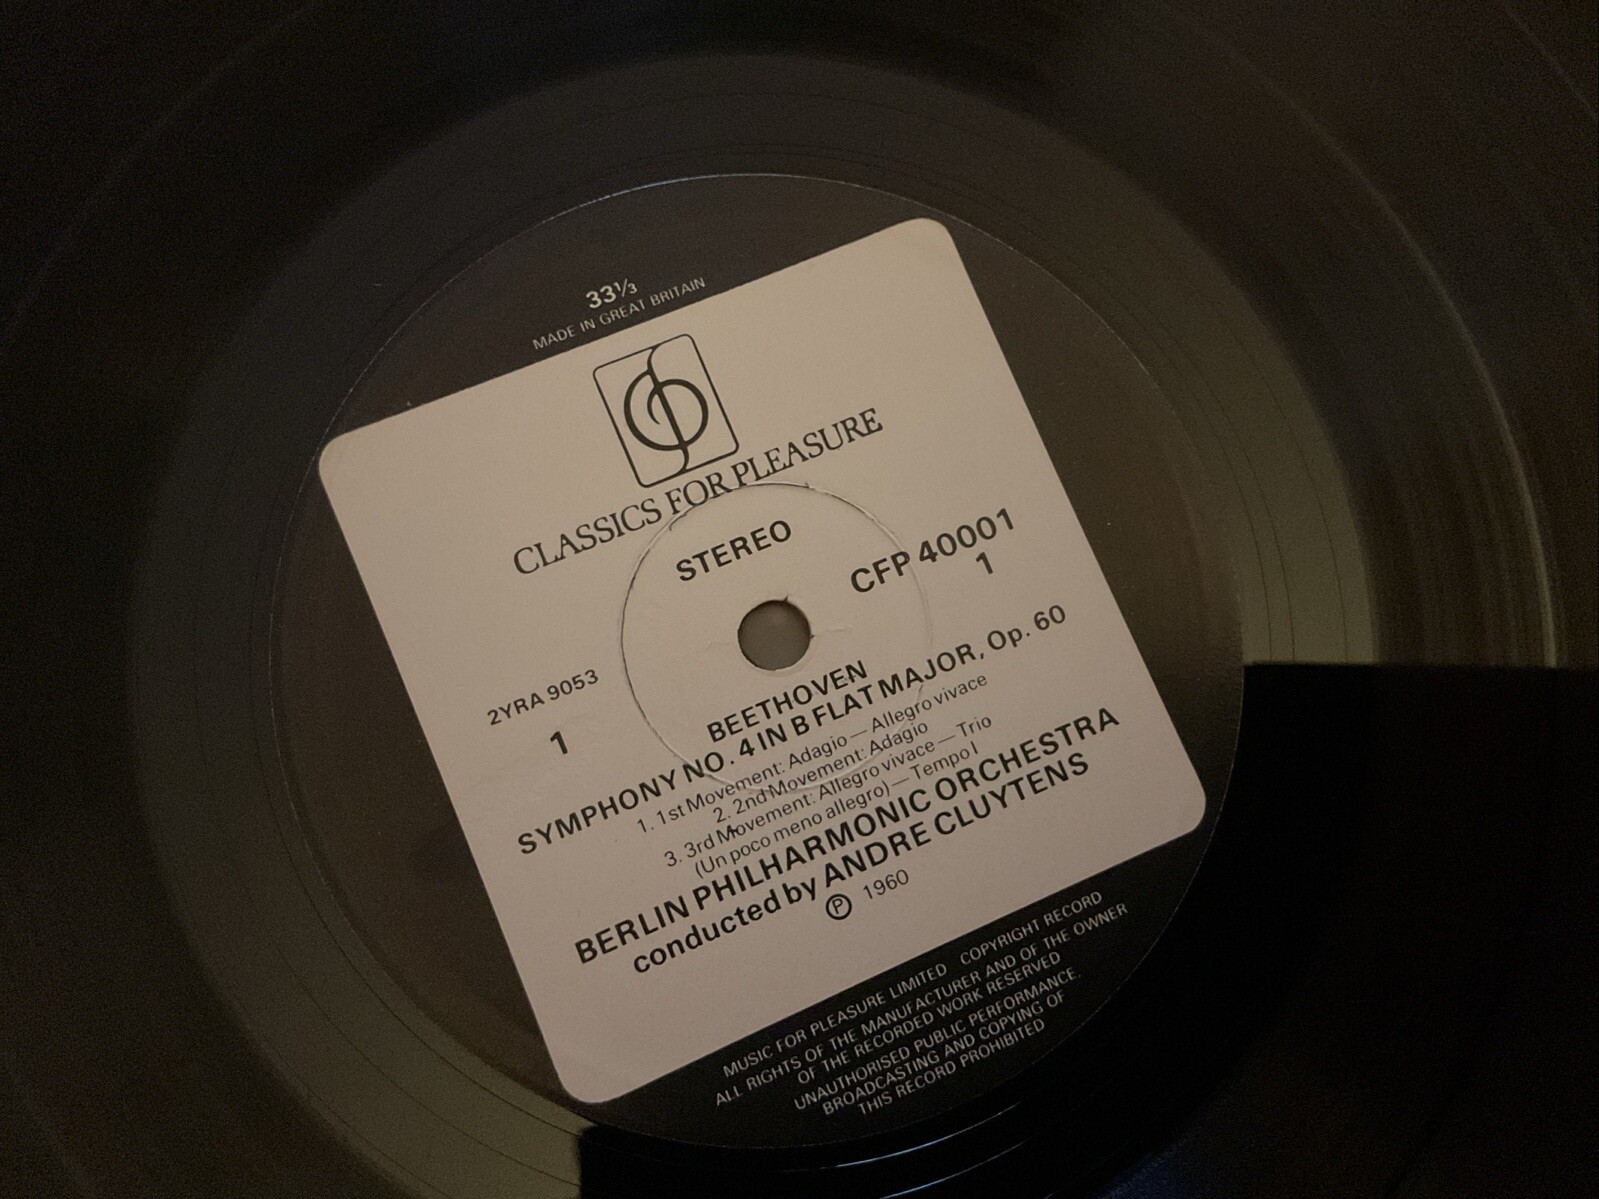 33⅓
MADE IN GREAT BRITAIN
CLASSICS FOR PLEASURE
STEREO
CFP 40001
1
2YRA 9053
1
BEETHOVEN
SYMPHONY NO. 4 IN B FLAT MAJOR, Op. 60
1. 1st Movement: Adagio — Allegro vivace
2. 2nd Movement: Adagio
3. 3rd Movement: Allegro vivace — Trio
(Un poco meno allegro) — Tempo I
BERLIN PHILHARMONIC ORCHESTRA
conducted by ANDRE CLUYTENS
℗ 1960
MUSIC FOR PLEASURE LIMITED COPYRIGHT RECORD
ALL RIGHTS OF THE MANUFACTURER AND OF THE OWNER
OF THE RECORDED WORK RESERVED
UNAUTHORISED PUBLIC PERFORMANCE.
BROADCASTING AND COPYING OF
THIS RECORD PROHIBITED